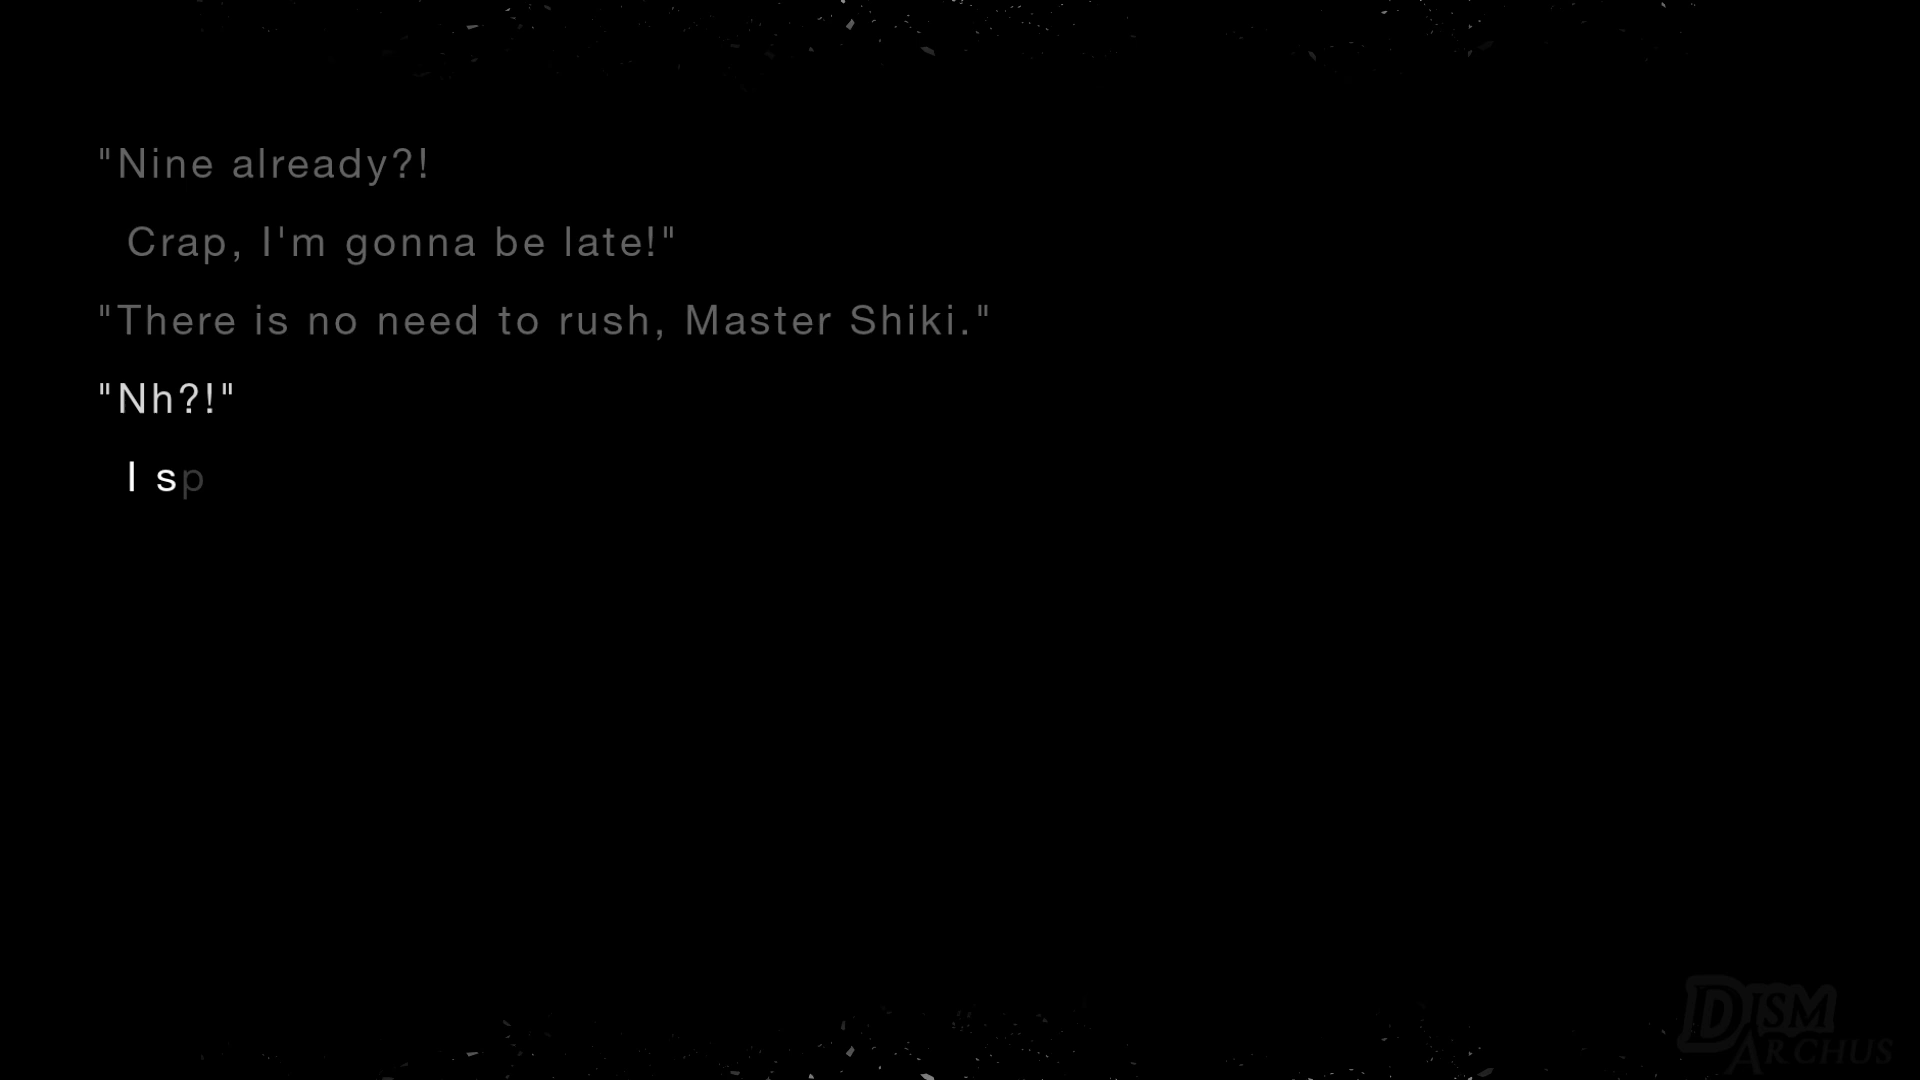 "Nine already?!
Crap, I'm gonna be late!"
"There is no need to rush, Master Shiki."
"Nh?!"
I sp
DISM
ARCHUS